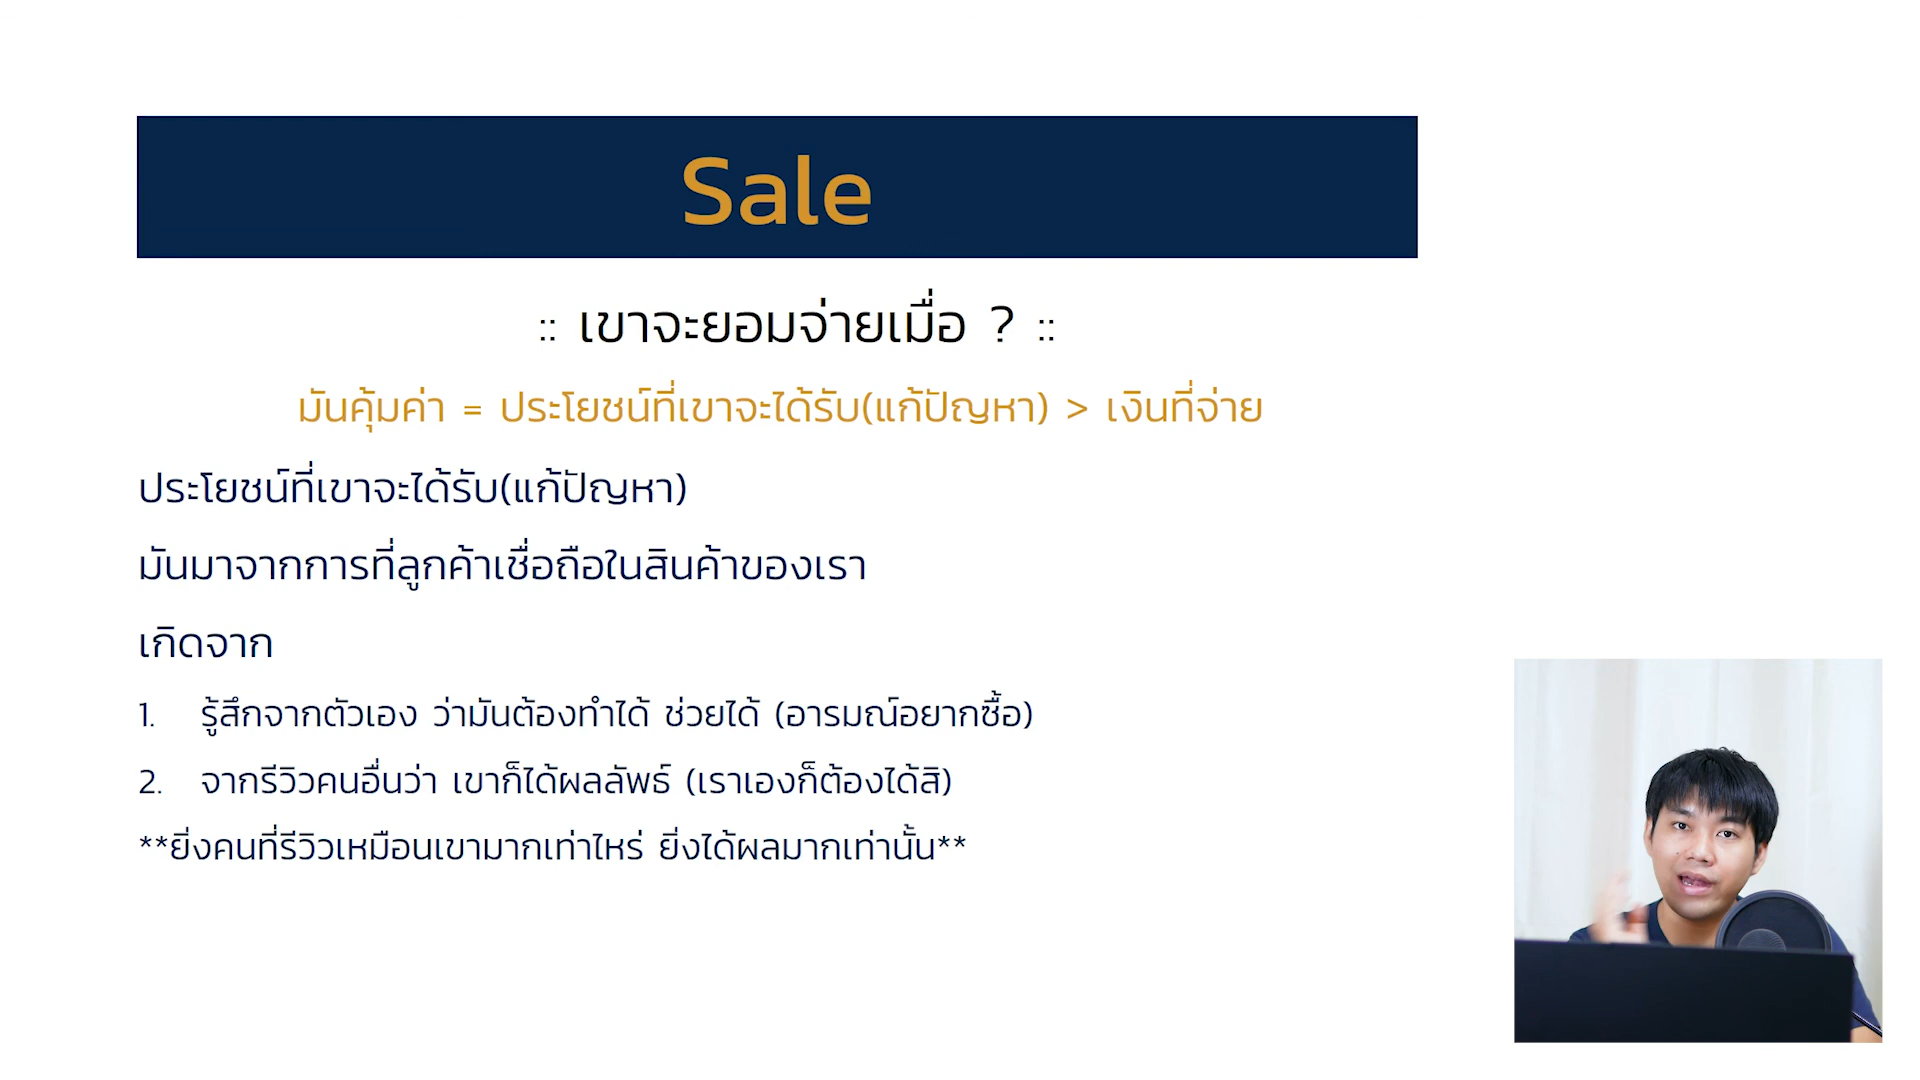 Sale
:: เขาจะยอมจ่ายเมื่อ ? ::
มันคุ้มค่า = ประโยชน์ที่เขาจะได้รับ(แก้ปัญหา) > เงินที่จ่าย
ประโยชน์ที่เขาจะได้รับ(แก้ปัญหา)
มันมาจากการที่ลูกค้าเชื่อถือในสินค้าของเรา
เกิดจาก
1. รู้สึกจากตัวเอง ว่ามันต้องทำได้ ช่วยได้ (อารมณ์อยากซื้อ)
2. จากรีวิวคนอื่นว่า เขาก็ได้ผลลัพธ์ (เราเองก็ต้องได้สิ)
**ยิ่งคนที่รีวิวเหมือนเขามากเท่าไหร่ ยิ่งได้ผลมากเท่านั้น**